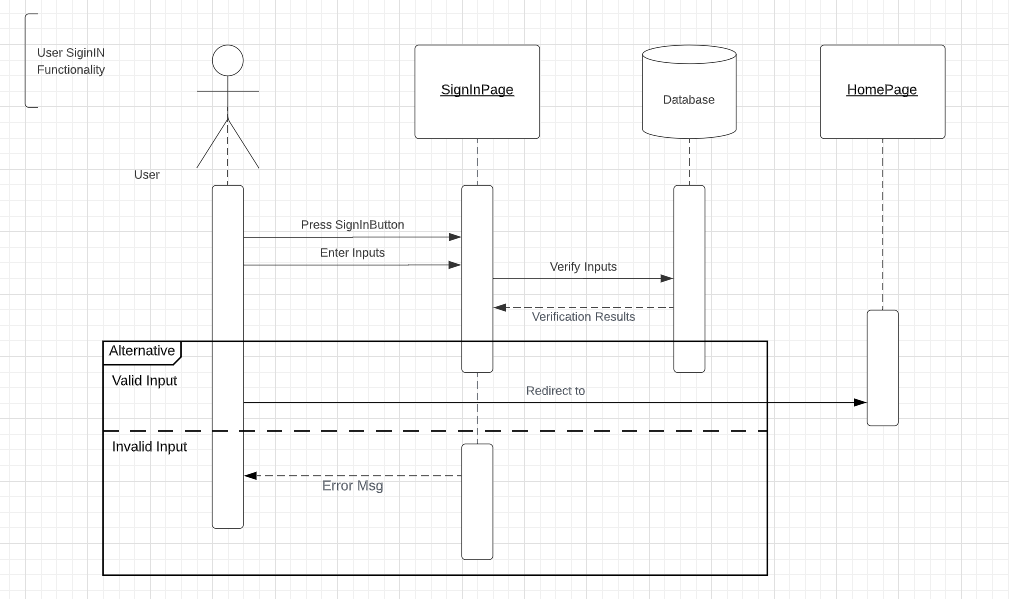 User SiginIN
Functionality
SignInPage
Database
HomePage
User
Press SignInButton
Enter Inputs
Verify Inputs
Verification Results
Alternative
Valid Input
Redirect to
Invalid Input
Error Msg